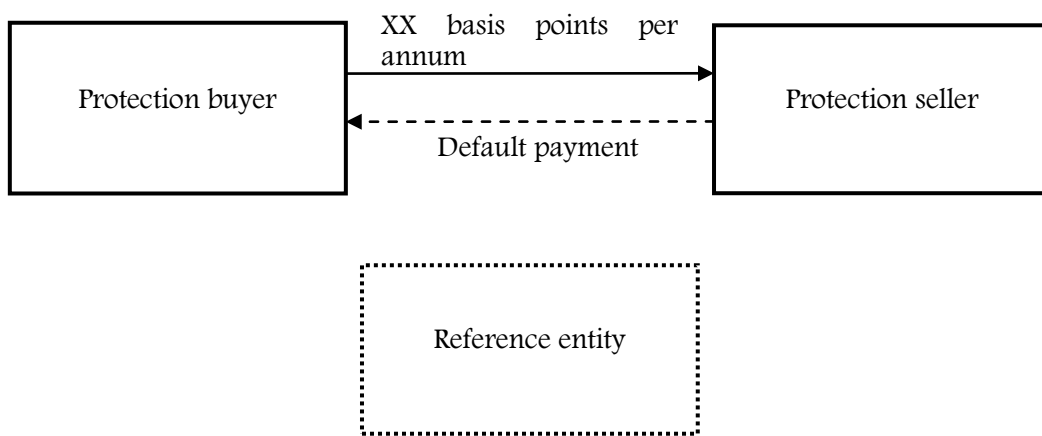 XX basis points per
annum
Protection buyer
Protection seller
Default payment
Reference entity